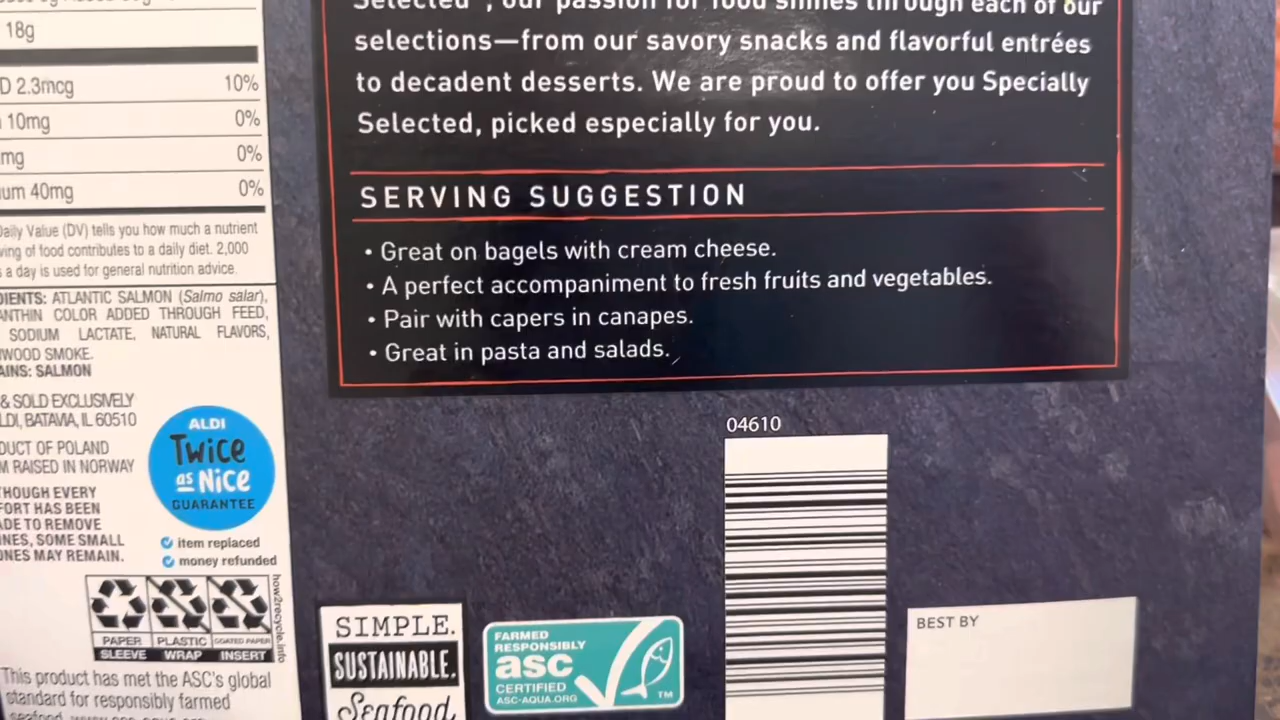 18g
D 2.3mcg 10%
10mg 0%
mg 0%
um 40mg 0%
Daily Value (DV) tells you how much a nutrient
ving of food contributes to a daily diet. 2,000
a day is used for general nutrition advice.
DIENTS: ATLANTIC SALMON (Salmo salar),
ANTHIN COLOR ADDED THROUGH FEED,
SODIUM LACTATE, NATURAL FLAVORS,
WOOD SMOKE.
AINS: SALMON
& SOLD EXCLUSIVELY
LDI, BATAVIA, IL 60510
DUCT OF POLAND
M RAISED IN NORWAY
THOUGH EVERY
FORT HAS BEEN
ADE TO REMOVE
ONES, SOME SMALL
ONES MAY REMAIN.
ALDI
Twice
as Nice
GUARANTEE
item replaced
money refunded
PAPER PLASTIC COATED PAPER
SLEEVE WRAP INSERT
how2recycle.info
This product has met the ASC's global
standard for responsibly farmed
Selected , our passion for food shines through each of our
selections—from our savory snacks and flavorful entrées
to decadent desserts. We are proud to offer you Specially
Selected, picked especially for you.
SERVING SUGGESTION
• Great on bagels with cream cheese.
• A perfect accompaniment to fresh fruits and vegetables.
• Pair with capers in canapes.
• Great in pasta and salads.
04610
SIMPLE.
SUSTAINABLE.
Seafood.
FARMED
RESPONSIBLY
asc
CERTIFIED
ASC-AQUA.ORG
TM
BEST BY